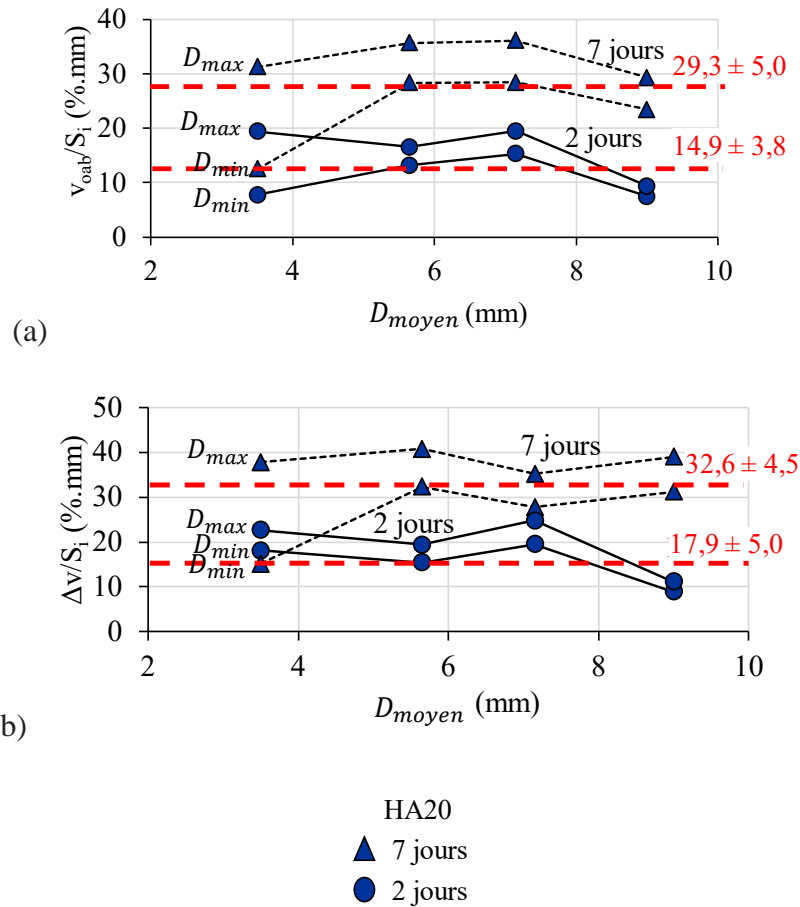 40
30
20
10
0
v_oab/S_i (%.mm)
D_max
7 jours
29,3 ± 5,0
D_max
2 jours
14,9 ± 3,8
D_min
D_min
2 4 6 8 10
D_moyen (mm)
(a)
50
40
30
20
10
0
Δv/S_i (%.mm)
D_max
7 jours
32,6 ± 4,5
D_max
2 jours
D_min
17,9 ± 5,0
D_min
2 4 6 8 10
D_moyen (mm)
b)
HA20
7 jours
2 jours